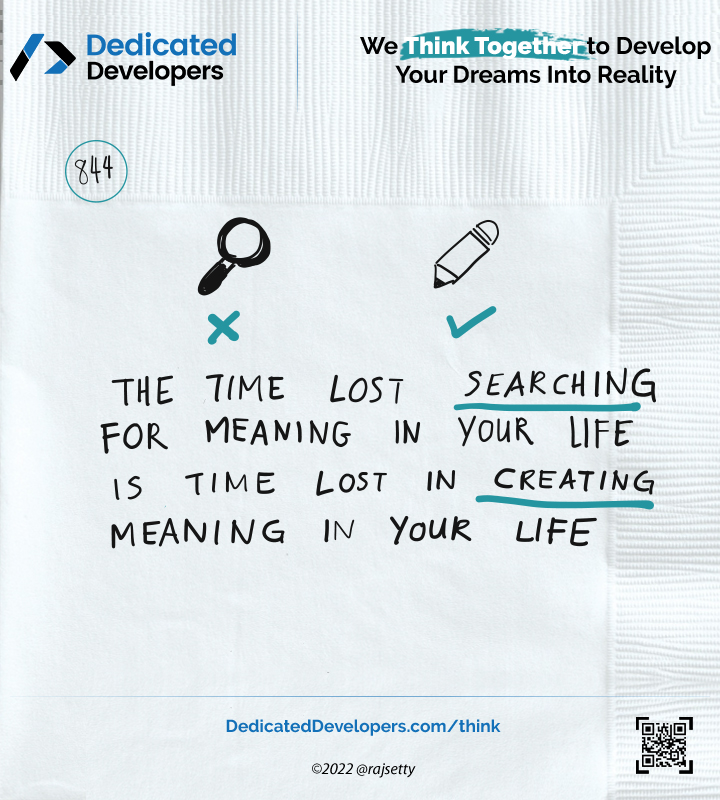 Dedicated
Developers
We Think Together to Develop
Your Dreams Into Reality
844
THE TIME LOST SEARCHING
FOR MEANING IN YOUR LIFE
IS TIME LOST IN CREATING
MEANING IN YOUR LIFE
DedicatedDevelopers.com/think
©2022 @rajsetty